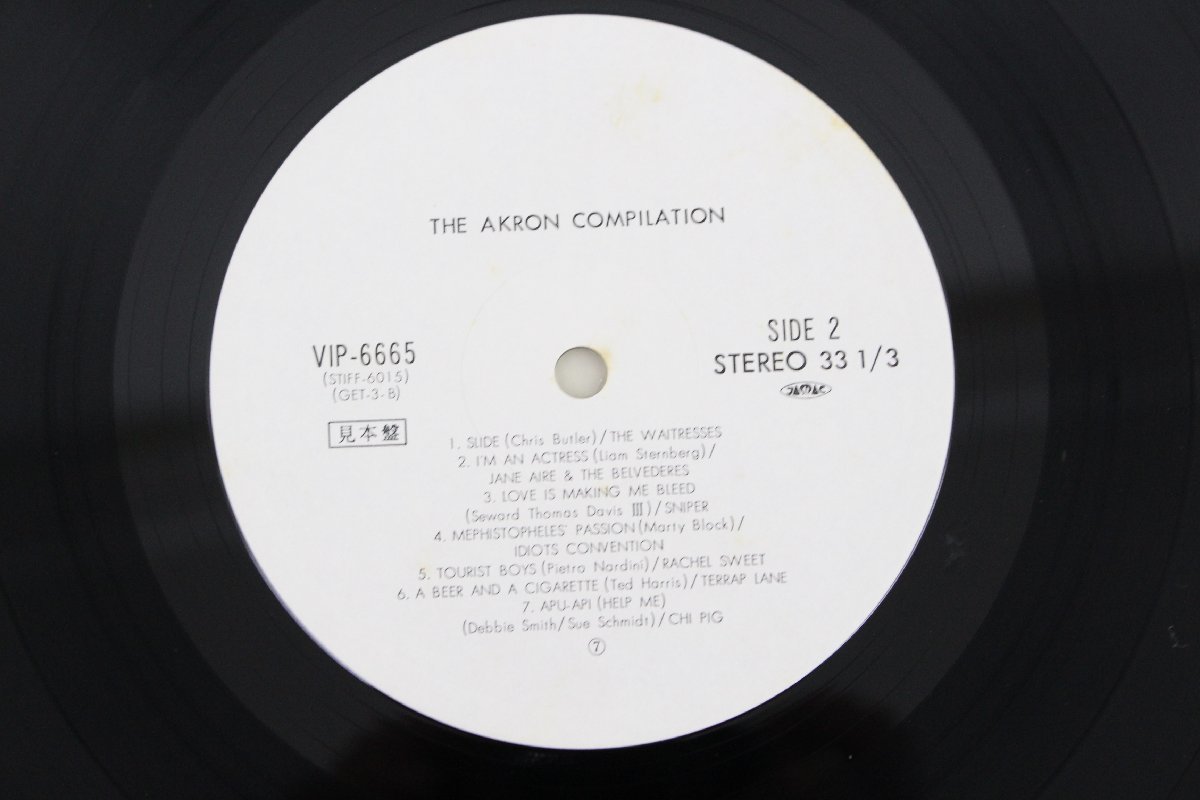 THE AKRON COMPILATION
VIP-6665
(STIFF-6015)
(GET-3-B)
見本盤
SIDE 2
STEREO 33 1/3
JASRAC
1. SLIDE (Chris Butler)/THE WAITRESSES
2. I'M AN ACTRESS (Liam Sternberg)/
JANE AIRE & THE BELVEDERES
3. LOVE IS MAKING ME BLEED
(Seward Thomas Davis III)/SNIPER
4. MEPHISTOPHELES' PASSION (Marty Block)/
IDIOTS CONVENTION
5. TOURIST BOYS (Pietro Nardini)/RACHEL SWEET
6. A BEER AND A CIGARETTE (Ted Harris)/TERRAP LANE
7. APU-API (HELP ME)
(Debbie Smith/Sue Schmidt)/CHI PIG
⑦